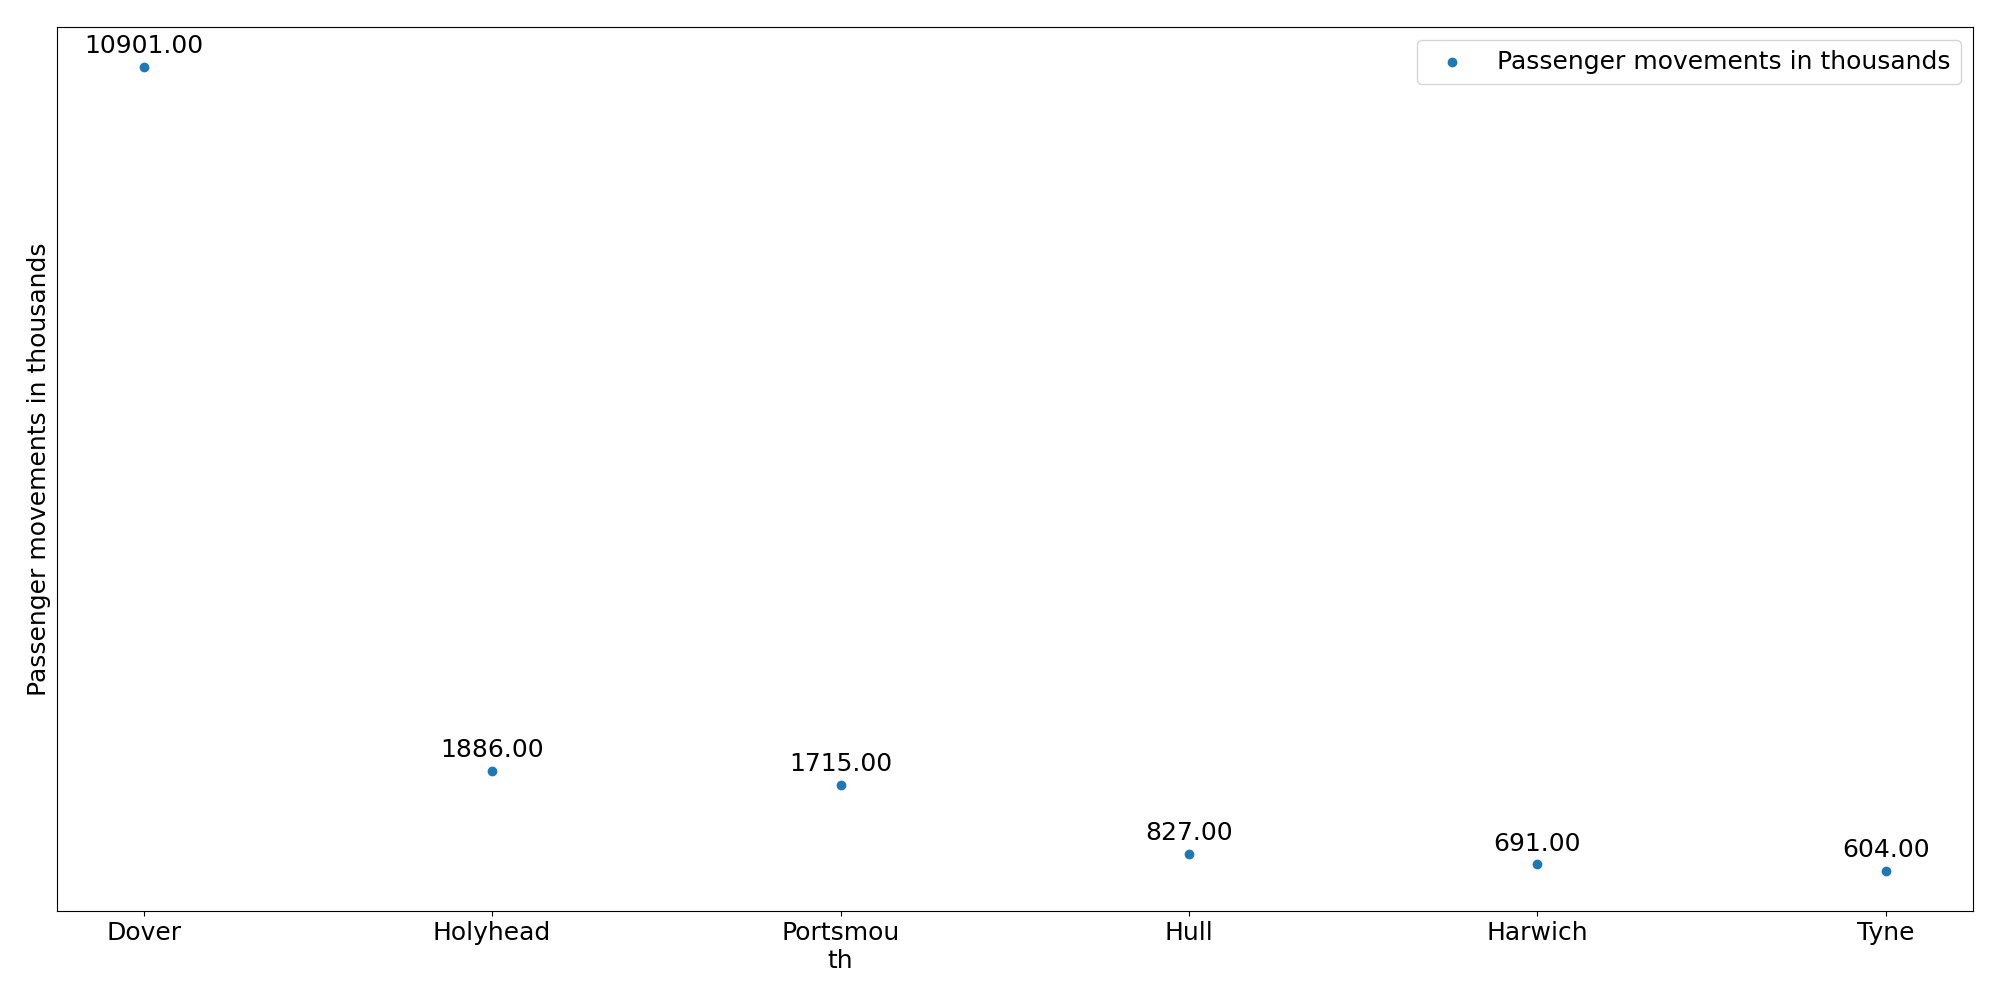 10901.00
Passenger movements in thousands
Passenger movements in thousands
1886.00
1715.00
827.00
691.00
604.00
Dover
Holyhead
Portsmou
th
Hull
Harwich
Tyne